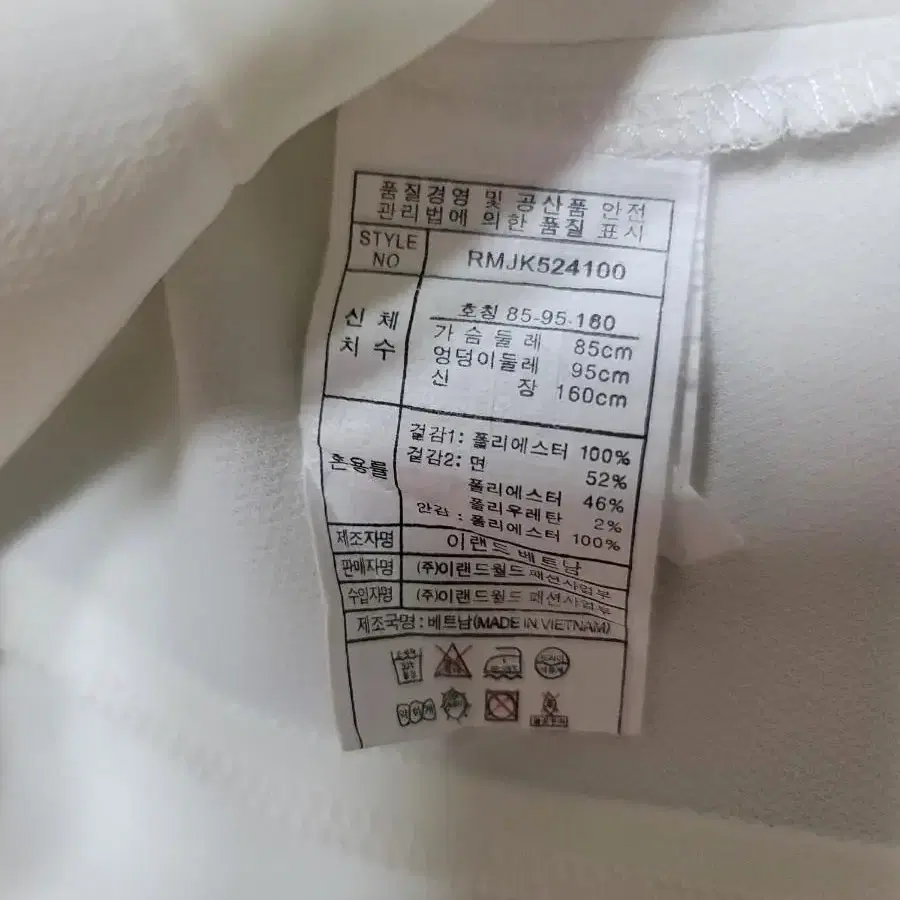 품질경영 및 공산품 안전
관리법에 의한 품질 표시
STYLE NO RMJK524100
신체 치수
호칭 85-95-160
가슴둘레 85cm
엉덩이둘레 95cm
신장 160cm
혼용률
겉감1: 폴리에스터 100%
겉감2: 면 52%
폴리에스터 46%
폴리우레탄 2%
안감: 폴리에스터 100%
제조자명 이랜드 베트남
판매자명 (주)이랜드월드 패션사업부
수입자명 (주)이랜드월드 패션사업부
제조국명: 베트남(MADE IN VIETNAM)
약하게